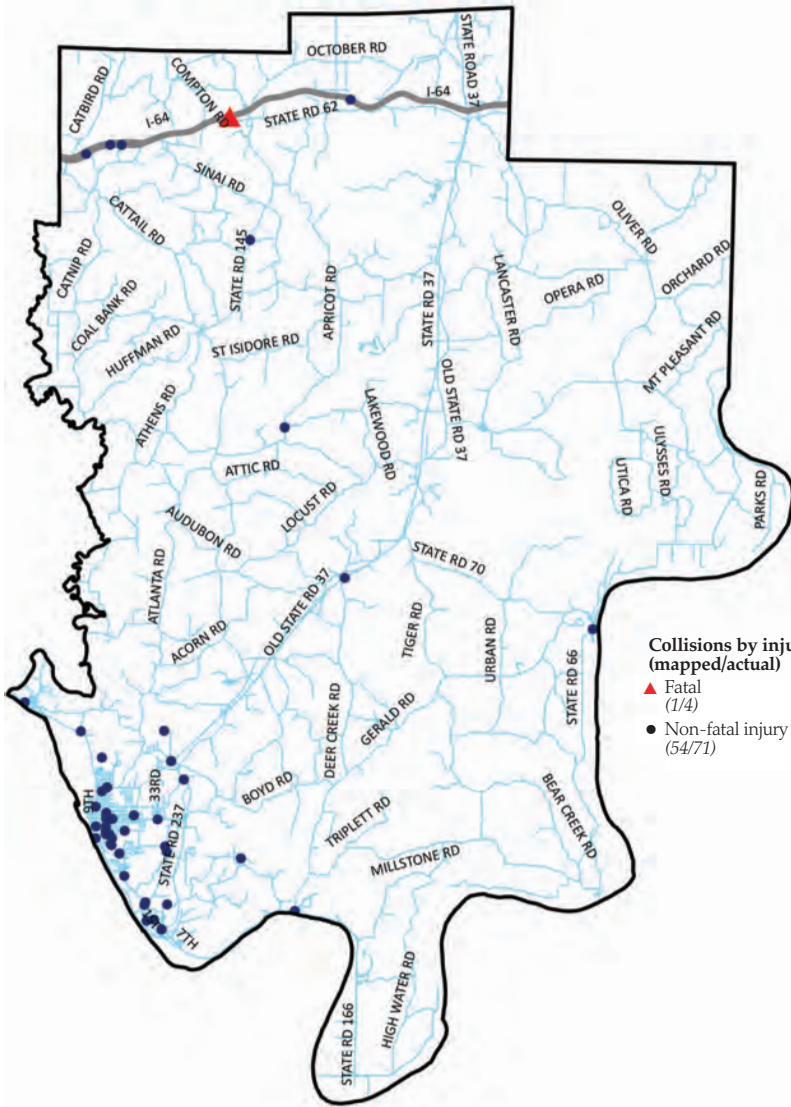 OCTOBER RD
STATE ROAD 37
COMPTON RD
CATBIRD RD
I-64
I-64
STATE RD 62
SINAI RD
CATTAIL RD
OLIVER RD
ORCHARD RD
CATNIP RD
STATE RD 145
LANCASTER RD
OPERA RD
COAL BANK RD
APRICOT RD
STATE RD 37
HUFFMAN RD
ST ISIDORE RD
MT PLEASANT RD
OLD STATE RD 37
ATHENS RD
LAKEWOOD RD
ATTIC RD
ULYSSES RD
UTICA RD
PARKS RD
LOCUST RD
AUDUBON RD
STATE RD 70
ATLANTA RD
OLD STATE RD 37
ACORN RD
TIGER RD
URBAN RD
STATE RD 66
Collisions by inju
(mapped/actual)
Fatal
(1/4)
Non-fatal injury
(54/71)
DEER CREEK RD
GERALD RD
9TH
33RD
BOYD RD
STATE RD 237
TRIPLETT RD
BEAR CREEK RD
MILLSTONE RD
7TH
HIGH WATER RD
STATE RD 166